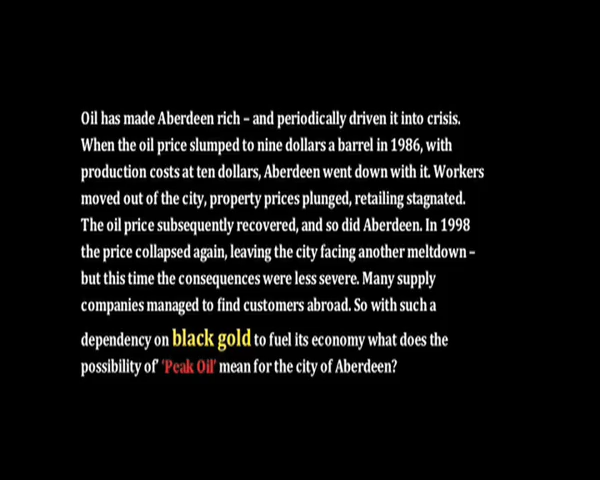 Oil has made Aberdeen rich – and periodically driven it into crisis.
When the oil price slumped to nine dollars a barrel in 1986, with
production costs at ten dollars, Aberdeen went down with it. Workers
moved out of the city, property prices plunged, retailing stagnated.
The oil price subsequently recovered, and so did Aberdeen. In 1998
the price collapsed again, leaving the city facing another meltdown –
but this time the consequences were less severe. Many supply
companies managed to find customers abroad. So with such a
dependency on black gold to fuel its economy what does the
possibility of 'Peak Oil' mean for the city of Aberdeen?